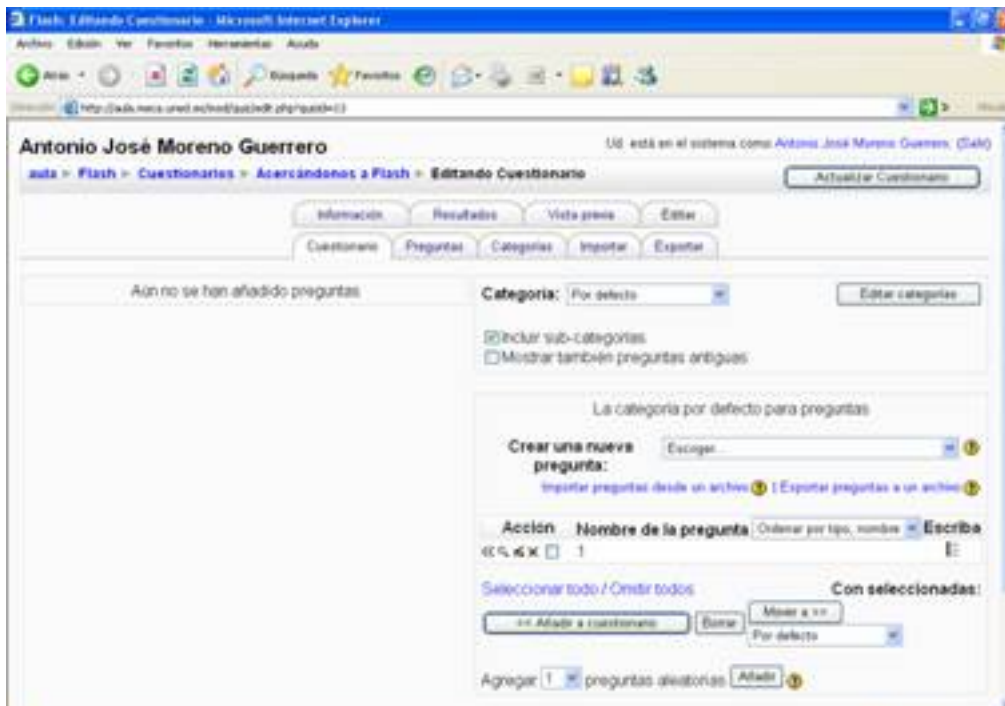 Flash: Editando Cuestionario - Microsoft Internet Explorer
Archivo Edición Ver Favoritos Herramientas Ayuda
Atrás Búsqueda Favoritos
Antonio José Moreno Guerrero
Ud. está en el sistema como Antonio José Moreno Guerrero. (Salir)
aula » Flash » Cuestionarios » Acercándonos a Flash » Editando Cuestionario
Actualizar Cuestionario
Información Resultados Vista previa Editar
Cuestionario Preguntas Categorías Importar Exportar
Aún no se han añadido preguntas
Categoría: Por defecto Editar categorías
Incluir sub-categorías
Mostrar también preguntas antiguas
La categoría por defecto para preguntas
Crear una nueva pregunta: Escoger...
Importar preguntas desde un archivo | Exportar preguntas a un archivo
Acción Nombre de la pregunta Ordenar por tipo, nombre Escriba
1
Seleccionar todo / Omitir todos Con seleccionadas:
<< Añadir a cuestionario Borrar Mover a >>
Por defecto
Agregar 1 preguntas aleatorias Añadir